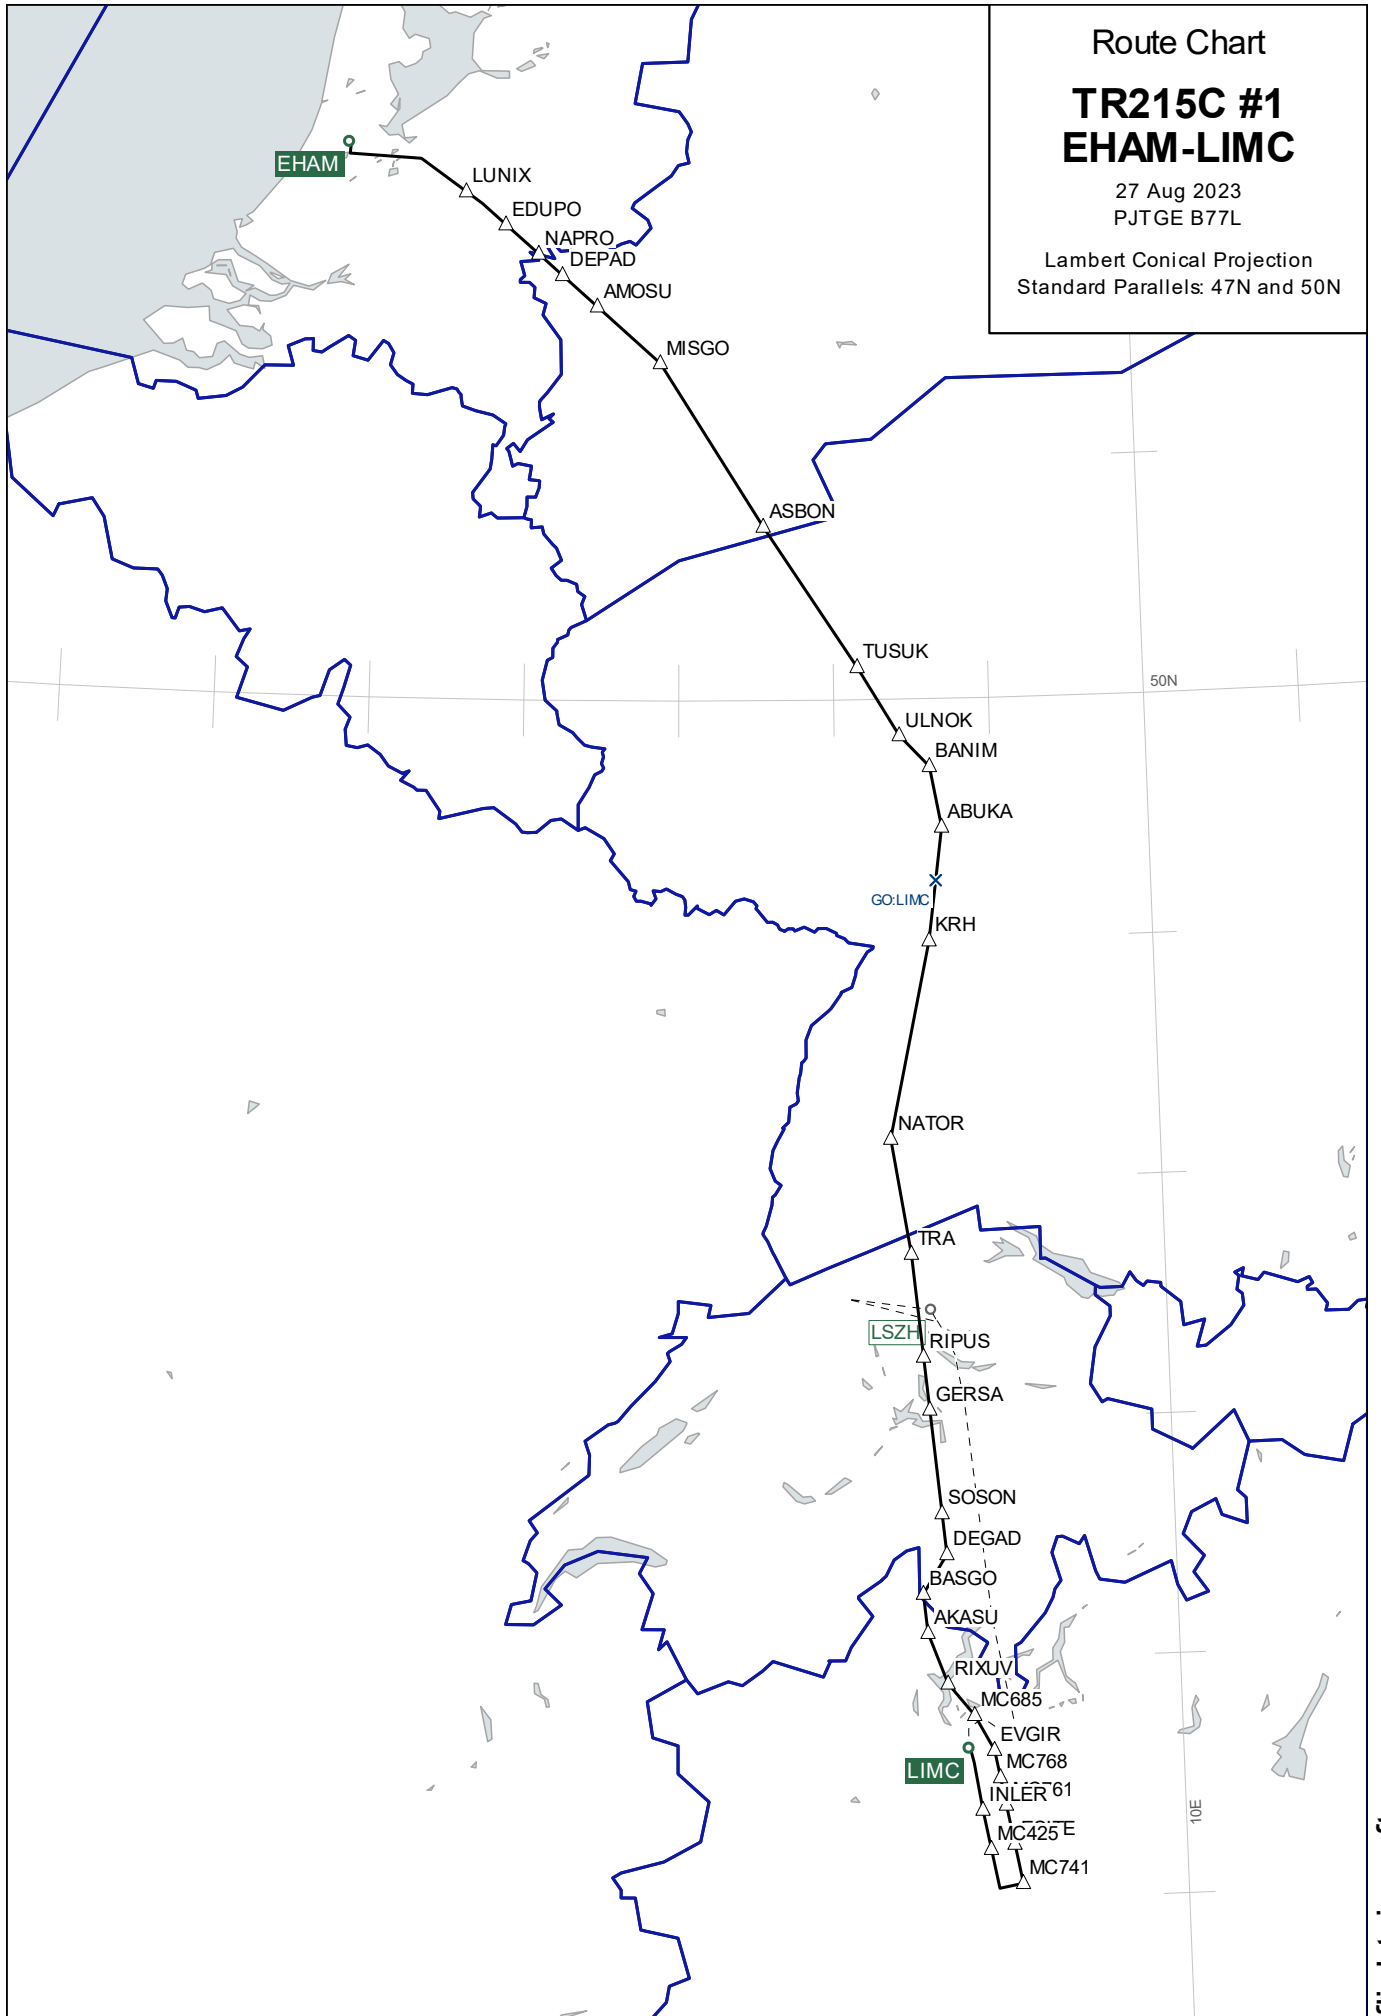 Route Chart
TR215C #1
EHAM-LIMC
27 Aug 2023
PJTGE B77L
Lambert Conical Projection
Standard Parallels: 47N and 50N
EHAM
LUNIX
EDUPO
NAPRO
DEPAD
AMOSU
MISGO
ASBON
TUSUK
50N
ULNOK
BANIM
ABUKA
GO:LIMC
KRH
NATOR
TRA
LSZH
RIPUS
GERSA
SOSON
DEGAD
BASGO
AKASU
RIXUV
MC685
EVGIR
LIMC
MC768
INLER
MC425
MC741
10E